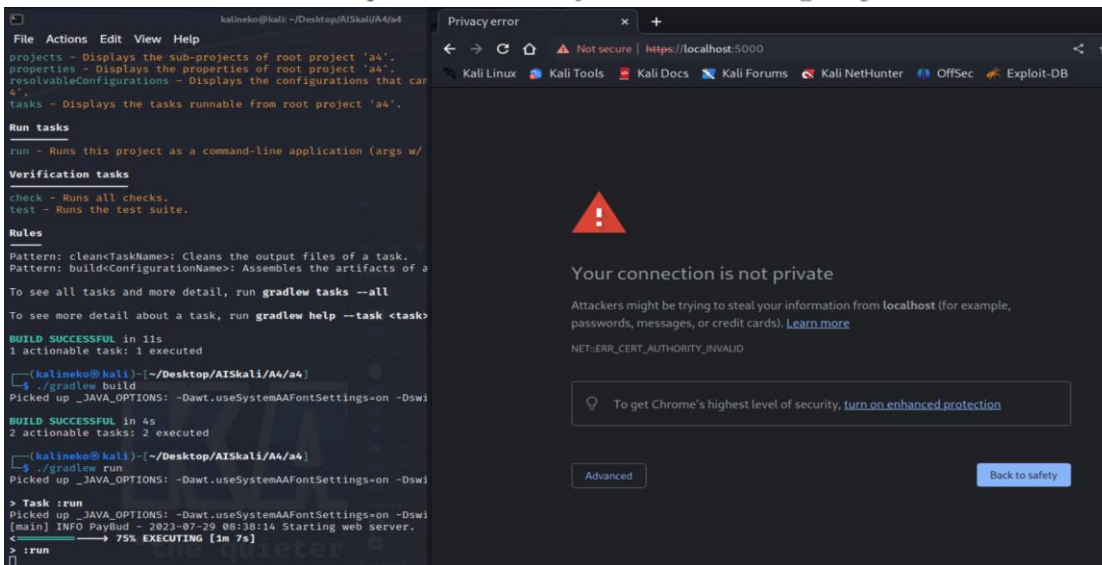 kalineko@kali: ~/Desktop/AISkali/A4/a4
File Actions Edit View Help
projects - Displays the sub-projects of root project 'a4'.
properties - Displays the properties of root project 'a4'.
resolvableConfigurations - Displays the configurations that can
4'.
tasks - Displays the tasks runnable from root project 'a4'.
Run tasks
run - Runs this project as a command-line application (args w/
Verification tasks
check - Runs all checks.
test - Runs the test suite.
Rules
Pattern: clean<TaskName>: Cleans the output files of a task.
Pattern: build<ConfigurationName>: Assembles the artifacts of a
To see all tasks and more detail, run gradlew tasks --all
To see more detail about a task, run gradlew help --task <task>
BUILD SUCCESSFUL in 11s
1 actionable task: 1 executed
(kalineko㉿kali)-[~/Desktop/AISkali/A4/a4]
$ ./gradlew build
Picked up _JAVA_OPTIONS: -Dawt.useSystemAAFontSettings=on -Dswi
BUILD SUCCESSFUL in 4s
2 actionable tasks: 2 executed
(kalineko㉿kali)-[~/Desktop/AISkali/A4/a4]
$ ./gradlew run
Picked up _JAVA_OPTIONS: -Dawt.useSystemAAFontSettings=on -Dswi
> Task :run
Picked up _JAVA_OPTIONS: -Dawt.useSystemAAFontSettings=on -Dswi
[main] INFO PayBud - 2023-07-29 08:38:14 Starting web server.
75% EXECUTING [1m 7s]
> :run
the quieter
Privacy error
Not secure | https://localhost:5000
Kali Linux Kali Tools Kali Docs Kali Forums Kali NetHunter OffSec Exploit-DB
Your connection is not private
Attackers might be trying to steal your information from localhost (for example,
passwords, messages, or credit cards). Learn more
NET::ERR_CERT_AUTHORITY_INVALID
To get Chrome's highest level of security, turn on enhanced protection
Advanced
Back to safety